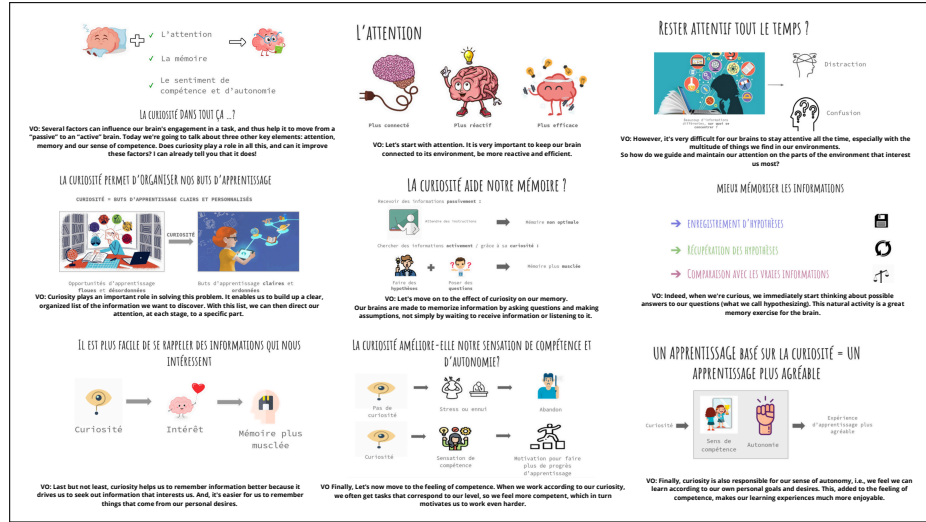 ✓ L'attention
✓ La mémoire
✓ Le sentiment de
compétence et d'autonomie
LA CURIOSITÉ DANS TOUT ÇA …?
VO: Several factors can influence our brain's engagement in a task, and thus help it to move from a
"passive" to an "active" brain. Today we're going to talk about three other key elements: attention,
memory and our sense of competence. Does curiosity play a role in all this, and can it improve
these factors? I can already tell you that it does!
L'ATTENTION
Plus connecté
Plus réactif
Plus efficace
VO: Let's start with attention. It is very important to keep our brain
connected to its environment, be more reactive and efficient.
RESTER ATTENTIF TOUT LE TEMPS ?
Distraction
Confusion
VO: However, it's very difficult for our brains to stay attentive all the time, especially with the
multitude of things we find in our environments.
So how do we guide and maintain our attention on the parts of the environment that interest
us most?
LA CURIOSITÉ PERMET D'ORGANISER NOS BUTS D'APPRENTISSAGE
CURIOSITÉ = BUTS D'APPRENTISSAGE CLAIRS ET PERSONNALISÉS
CURIOSITÉ
Opportunités d'apprentissage
floues et désordonnées
Buts d'apprentissage claires et
ordonnés
VO: Curiosity plays an important role in solving this problem. It enables us to build up a clear,
organized list of the information we want to discover. With this list, we can then direct our
attention, at each stage, to a specific part.
LA CURIOSITÉ AIDE NOTRE MÉMOIRE ?
Recevoir des informations passivement :
Attendre des instructions
Mémoire non optimale
Chercher des informations activement / grâce à sa curiosité :
Faire des
hypothèses
Poser des
questions
Mémoire plus musclée
VO: Let's move on to the effect of curiosity on our memory.
Our brains are made to memorize information by asking questions and making
assumptions, not simply by waiting to receive information or listening to it.
MIEUX MÉMORISER LES INFORMATIONS
→ ENREGISTREMENT D'HYPOTHÈSES
→ RÉCUPÉRATION DES HYPOTHÈSES
→ COMPARAISON AVEC LES VRAIES INFORMATIONS
VO: Indeed, when we're curious, we immediately start thinking about possible
answers to our questions (what we call hypothesizing). This natural activity is a great
memory exercise for the brain.
IL EST PLUS FACILE DE SE RAPPELER DES INFORMATIONS QUI NOUS
INTÉRESSENT
Curiosité
Intérêt
Mémoire plus
musclée
VO: Last but not least, curiosity helps us to remember information better because it
drives us to seek out information that interests us. And, it's easier for us to remember
things that come from our personal desires.
LA CURIOSITÉ AMÉLIORE-ELLE NOTRE SENSATION DE COMPÉTENCE ET
D'AUTONOMIE?
Pas de
curiosité
Stress ou ennui
Abandon
Curiosité
Sensation de
compétence
Motivation pour faire
plus de progrès
d'apprentissage
VO Finally, Let's now move to the feeling of competence. When we work according to our curiosity,
we often get tasks that correspond to our level, so we feel more competent, which in turn
motivates us to work even harder.
UN APPRENTISSAGE BASÉ SUR LA CURIOSITÉ = UN
APPRENTISSAGE PLUS AGRÉABLE
Curiosité
Sens de
compétence
Autonomie
Expérience
d'apprentissage plus
agréable
VO: Finally, curiosity is also responsible for our sense of autonomy, i.e., we feel we can
learn according to our own personal goals and desires. This, added to the feeling of
competence, makes our learning experiences much more enjoyable.